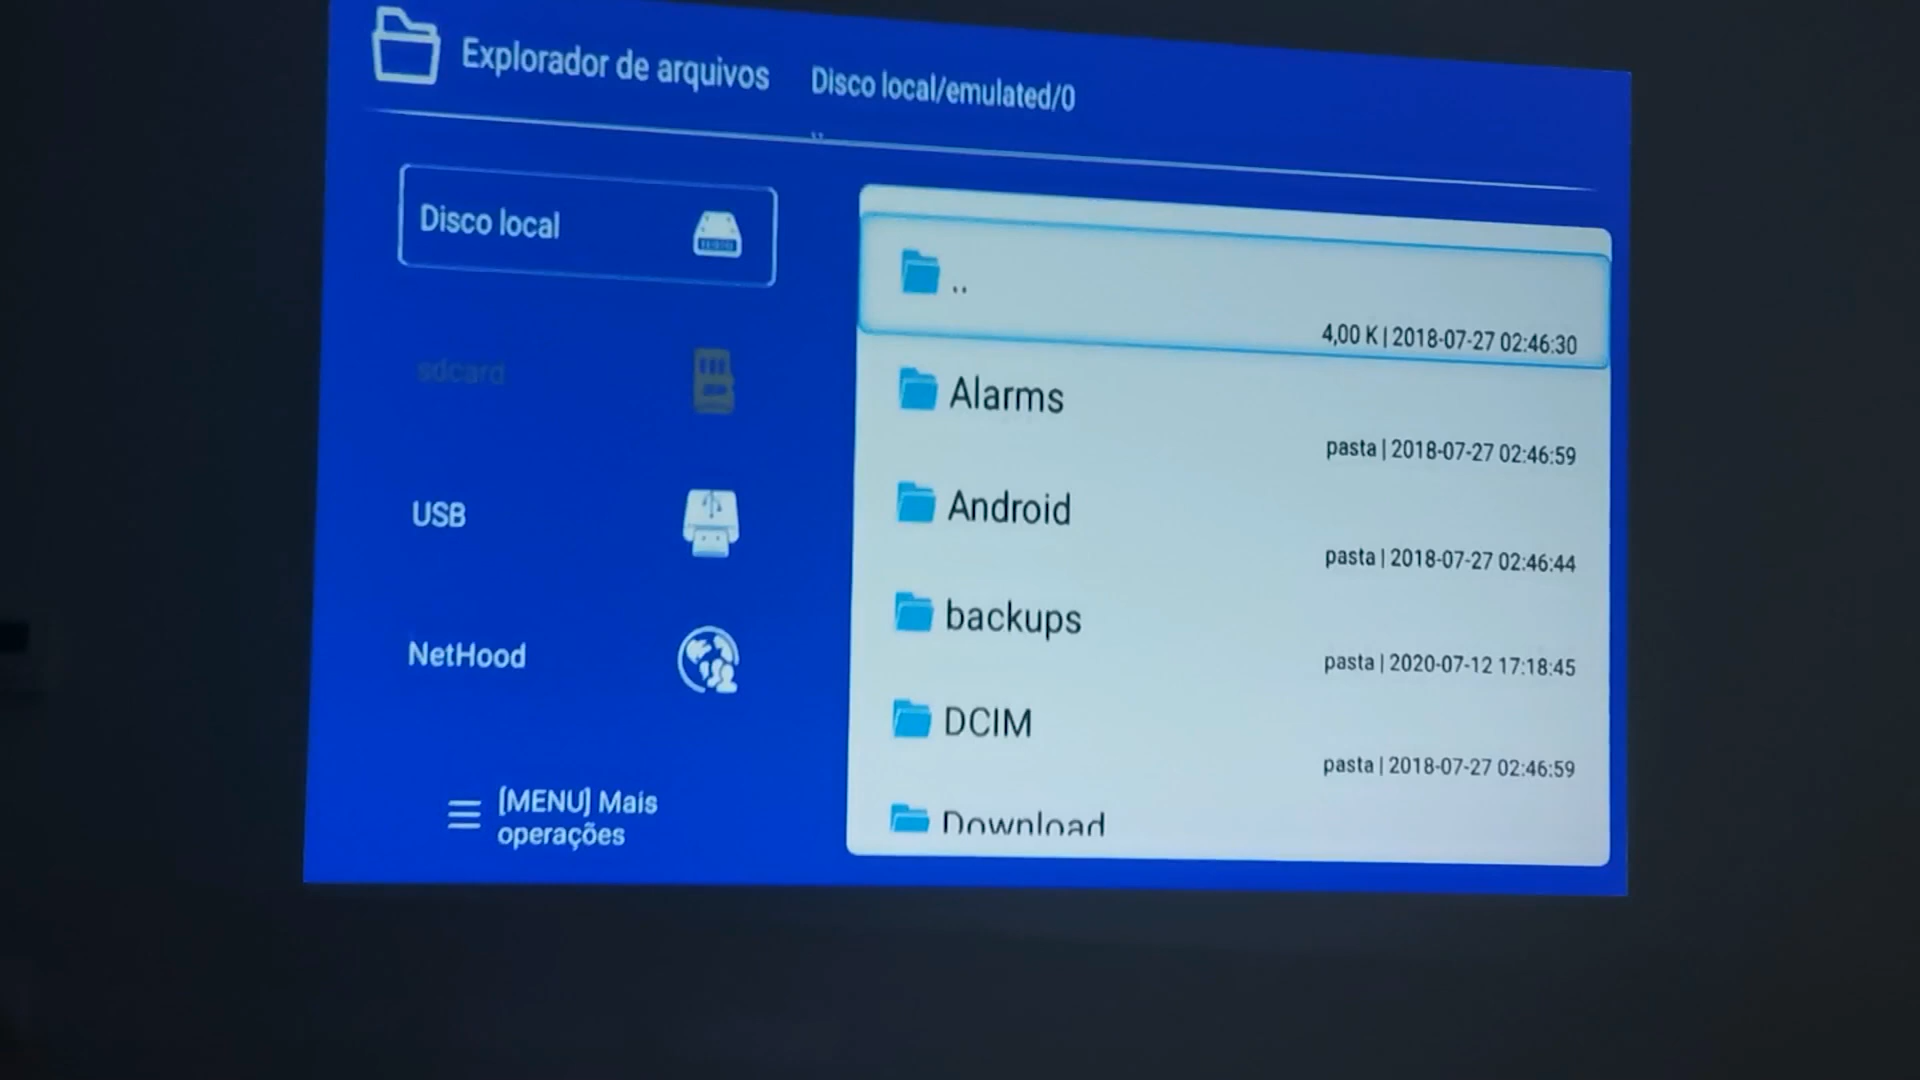 Explorador de arquivos
Disco local/emulated/0
..
Disco local
sdcard
USB
NetHood
[MENU] Mais
operações
..
4,00 K | 2018-07-27 02:46:30
Alarms
pasta | 2018-07-27 02:46:59
Android
pasta | 2018-07-27 02:46:44
backups
pasta | 2020-07-12 17:18:45
DCIM
pasta | 2018-07-27 02:46:59
Download